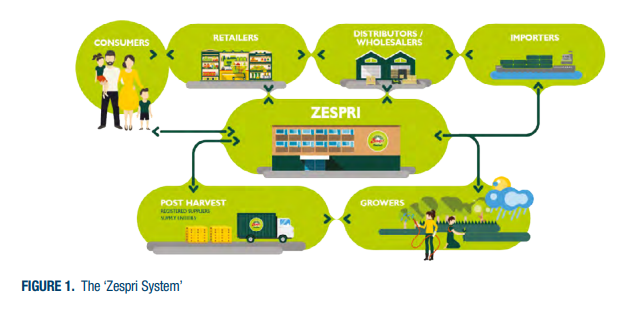 CONSUMERS
RETAILERS
DISTRIBUTORS /
WHOLESALERS
IMPORTERS
ZESPRI
POST HARVEST
REGISTERED SUPPLIERS
SUPPLY ENTITIES
GROWERS
FIGURE 1. The ‘Zespri System’